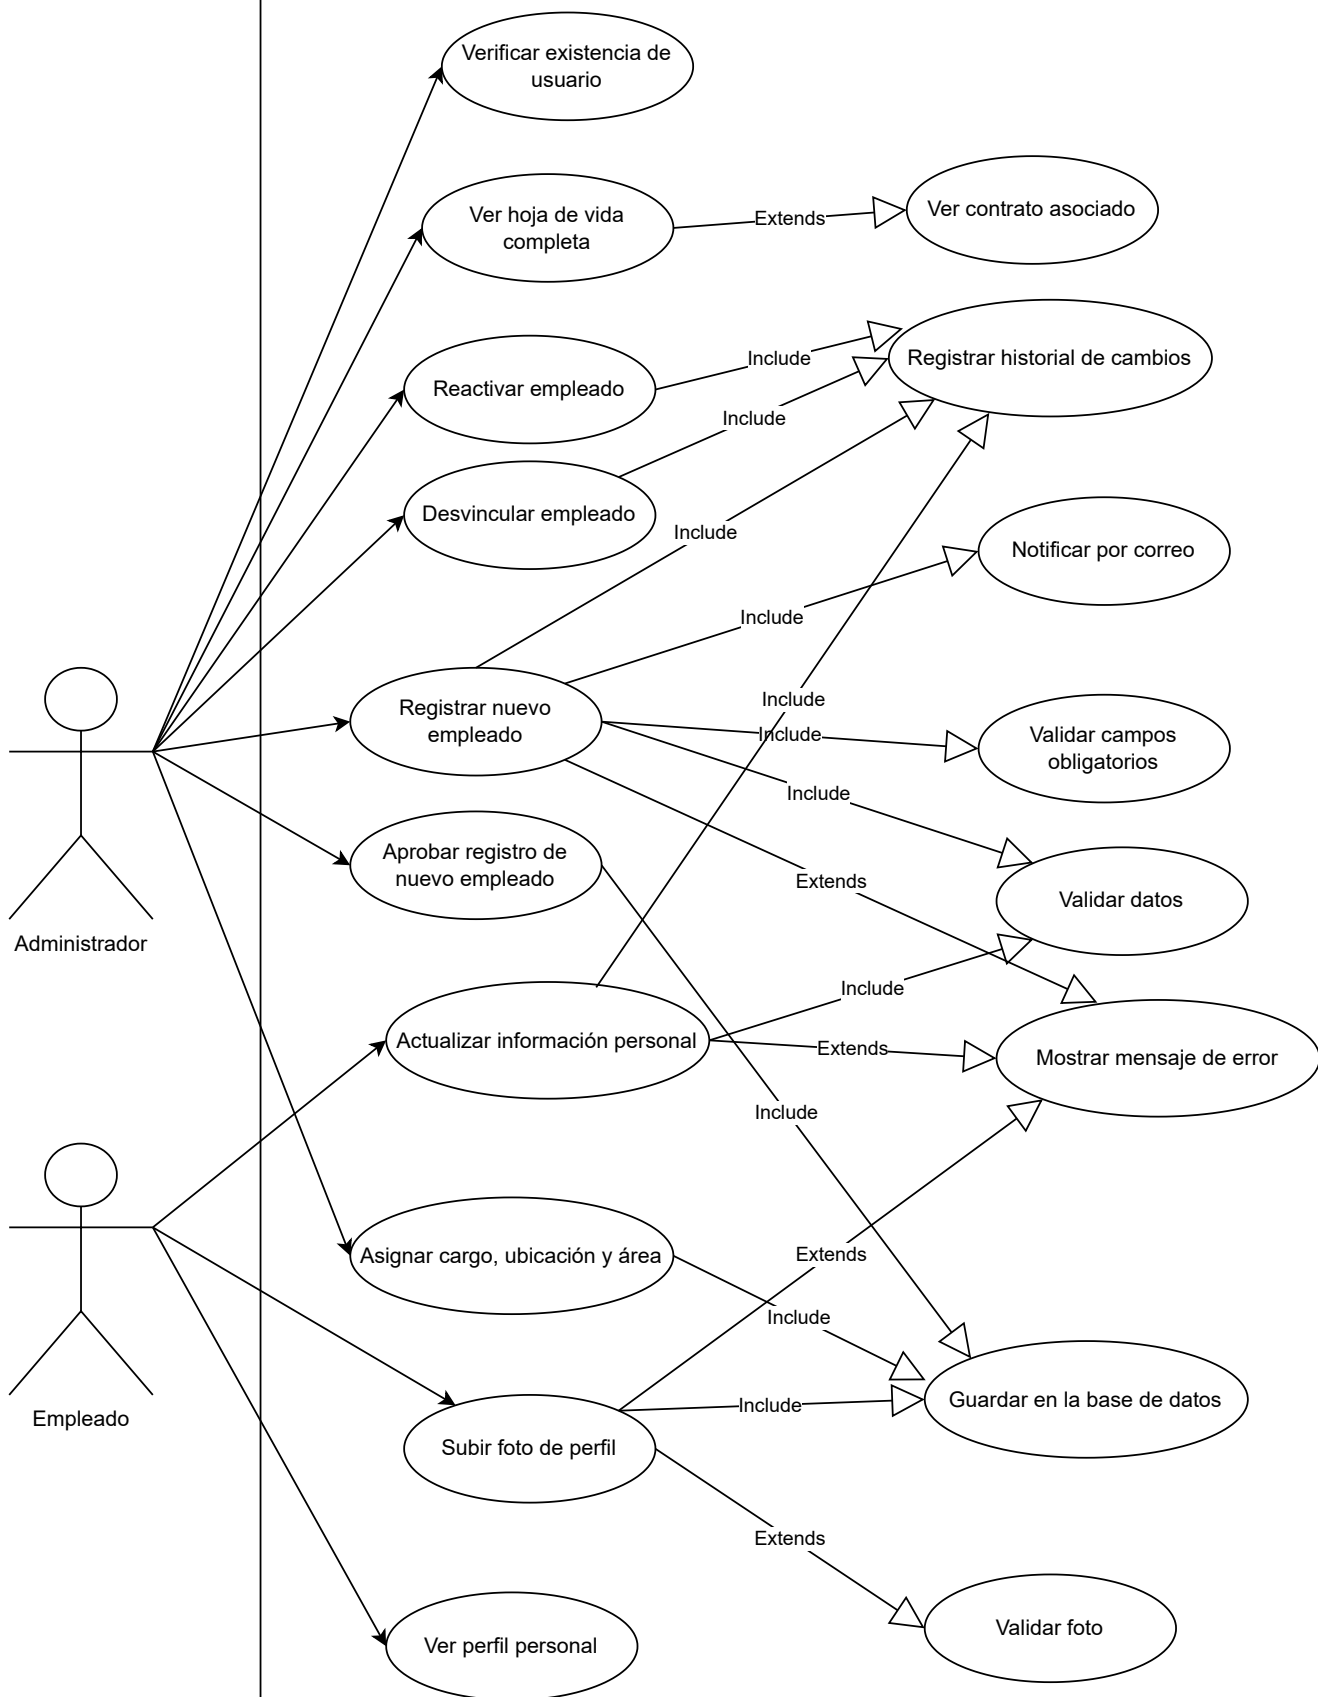 Verificar existencia de
usuario
Ver hoja de vida
completa
Extends
Ver contrato asociado
Reactivar empleado
Include
Registrar historial de cambios
Include
Desvincular empleado
Include
Notificar por correo
Include
Registrar nuevo
empleado
Include
Include
Validar campos
obligatorios
Include
Aprobar registro de
nuevo empleado
Extends
Validar datos
Administrador
Include
Actualizar información personal
Extends
Mostrar mensaje de error
Include
Asignar cargo, ubicación y área
Extends
Include
Empleado
Include
Guardar en la base de datos
Subir foto de perfil
Extends
Ver perfil personal
Validar foto